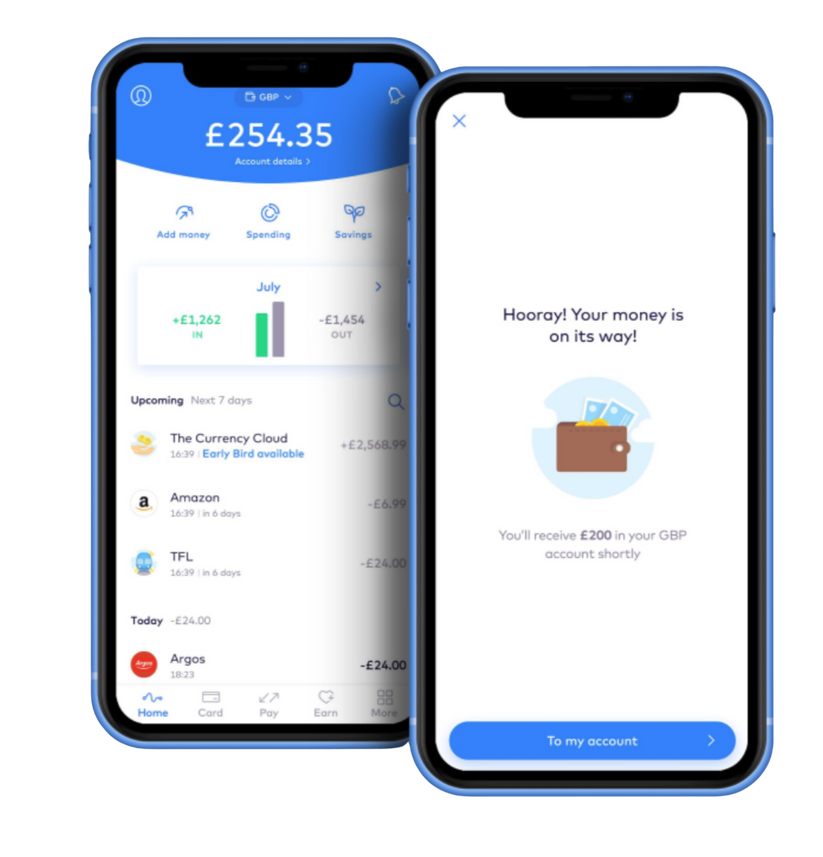 GBP
£254.35
Account details >
Add money Spending Savings
July >
+£1,262 -£1,454
IN OUT
Upcoming Next 7 days
The Currency Cloud +£2,568.99
16:39 | Early Bird available
a Amazon -£6.99
16:39 | in 6 days
TFL -£24.00
16:39 | in 6 days
Today -£24.00
Argos Argos -£24.00
18:23
Home Card Pay Earn More
Hooray! Your money is
on its way!
You'll receive £200 in your GBP
account shortly
To my account >